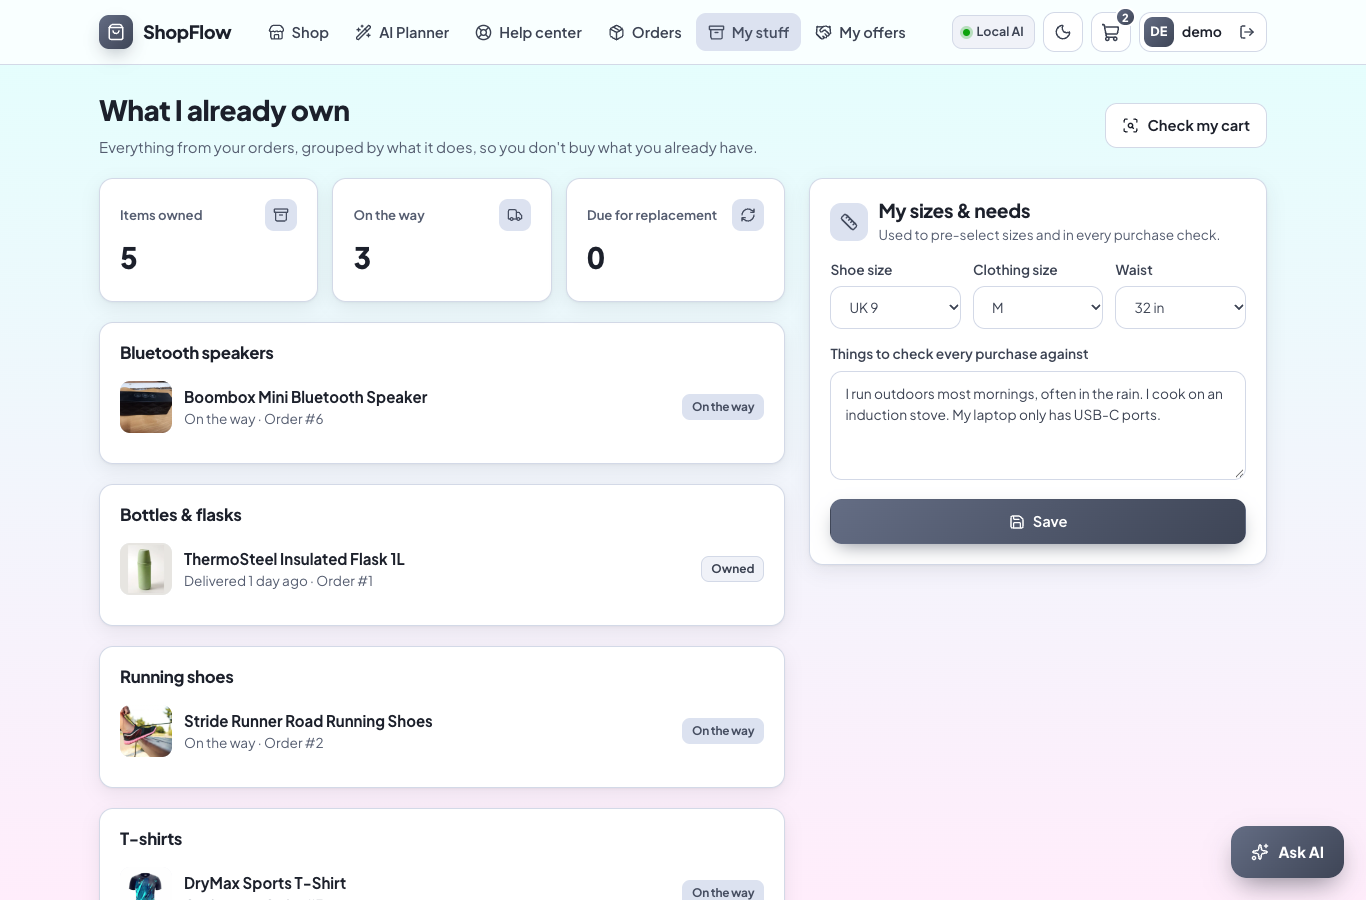 ShopFlow
Shop
AI Planner
Help center
Orders
My stuff
My offers
Local AI
2
DE
demo
What I already own
Everything from your orders, grouped by what it does, so you don't buy what you already have.
Check my cart
Items owned
5
On the way
3
Due for replacement
0
Bluetooth speakers
Boombox Mini Bluetooth Speaker
On the way · Order #6
On the way
Bottles & flasks
ThermoSteel Insulated Flask 1L
Delivered 1 day ago · Order #1
Owned
Running shoes
Stride Runner Road Running Shoes
On the way · Order #2
On the way
T-shirts
DryMax Sports T-Shirt
On the way
My sizes & needs
Used to pre-select sizes and in every purchase check.
Shoe size
Clothing size
Waist
UK 9
M
32 in
Things to check every purchase against
I run outdoors most mornings, often in the rain. I cook on an
induction stove. My laptop only has USB-C ports.
Save
Ask AI